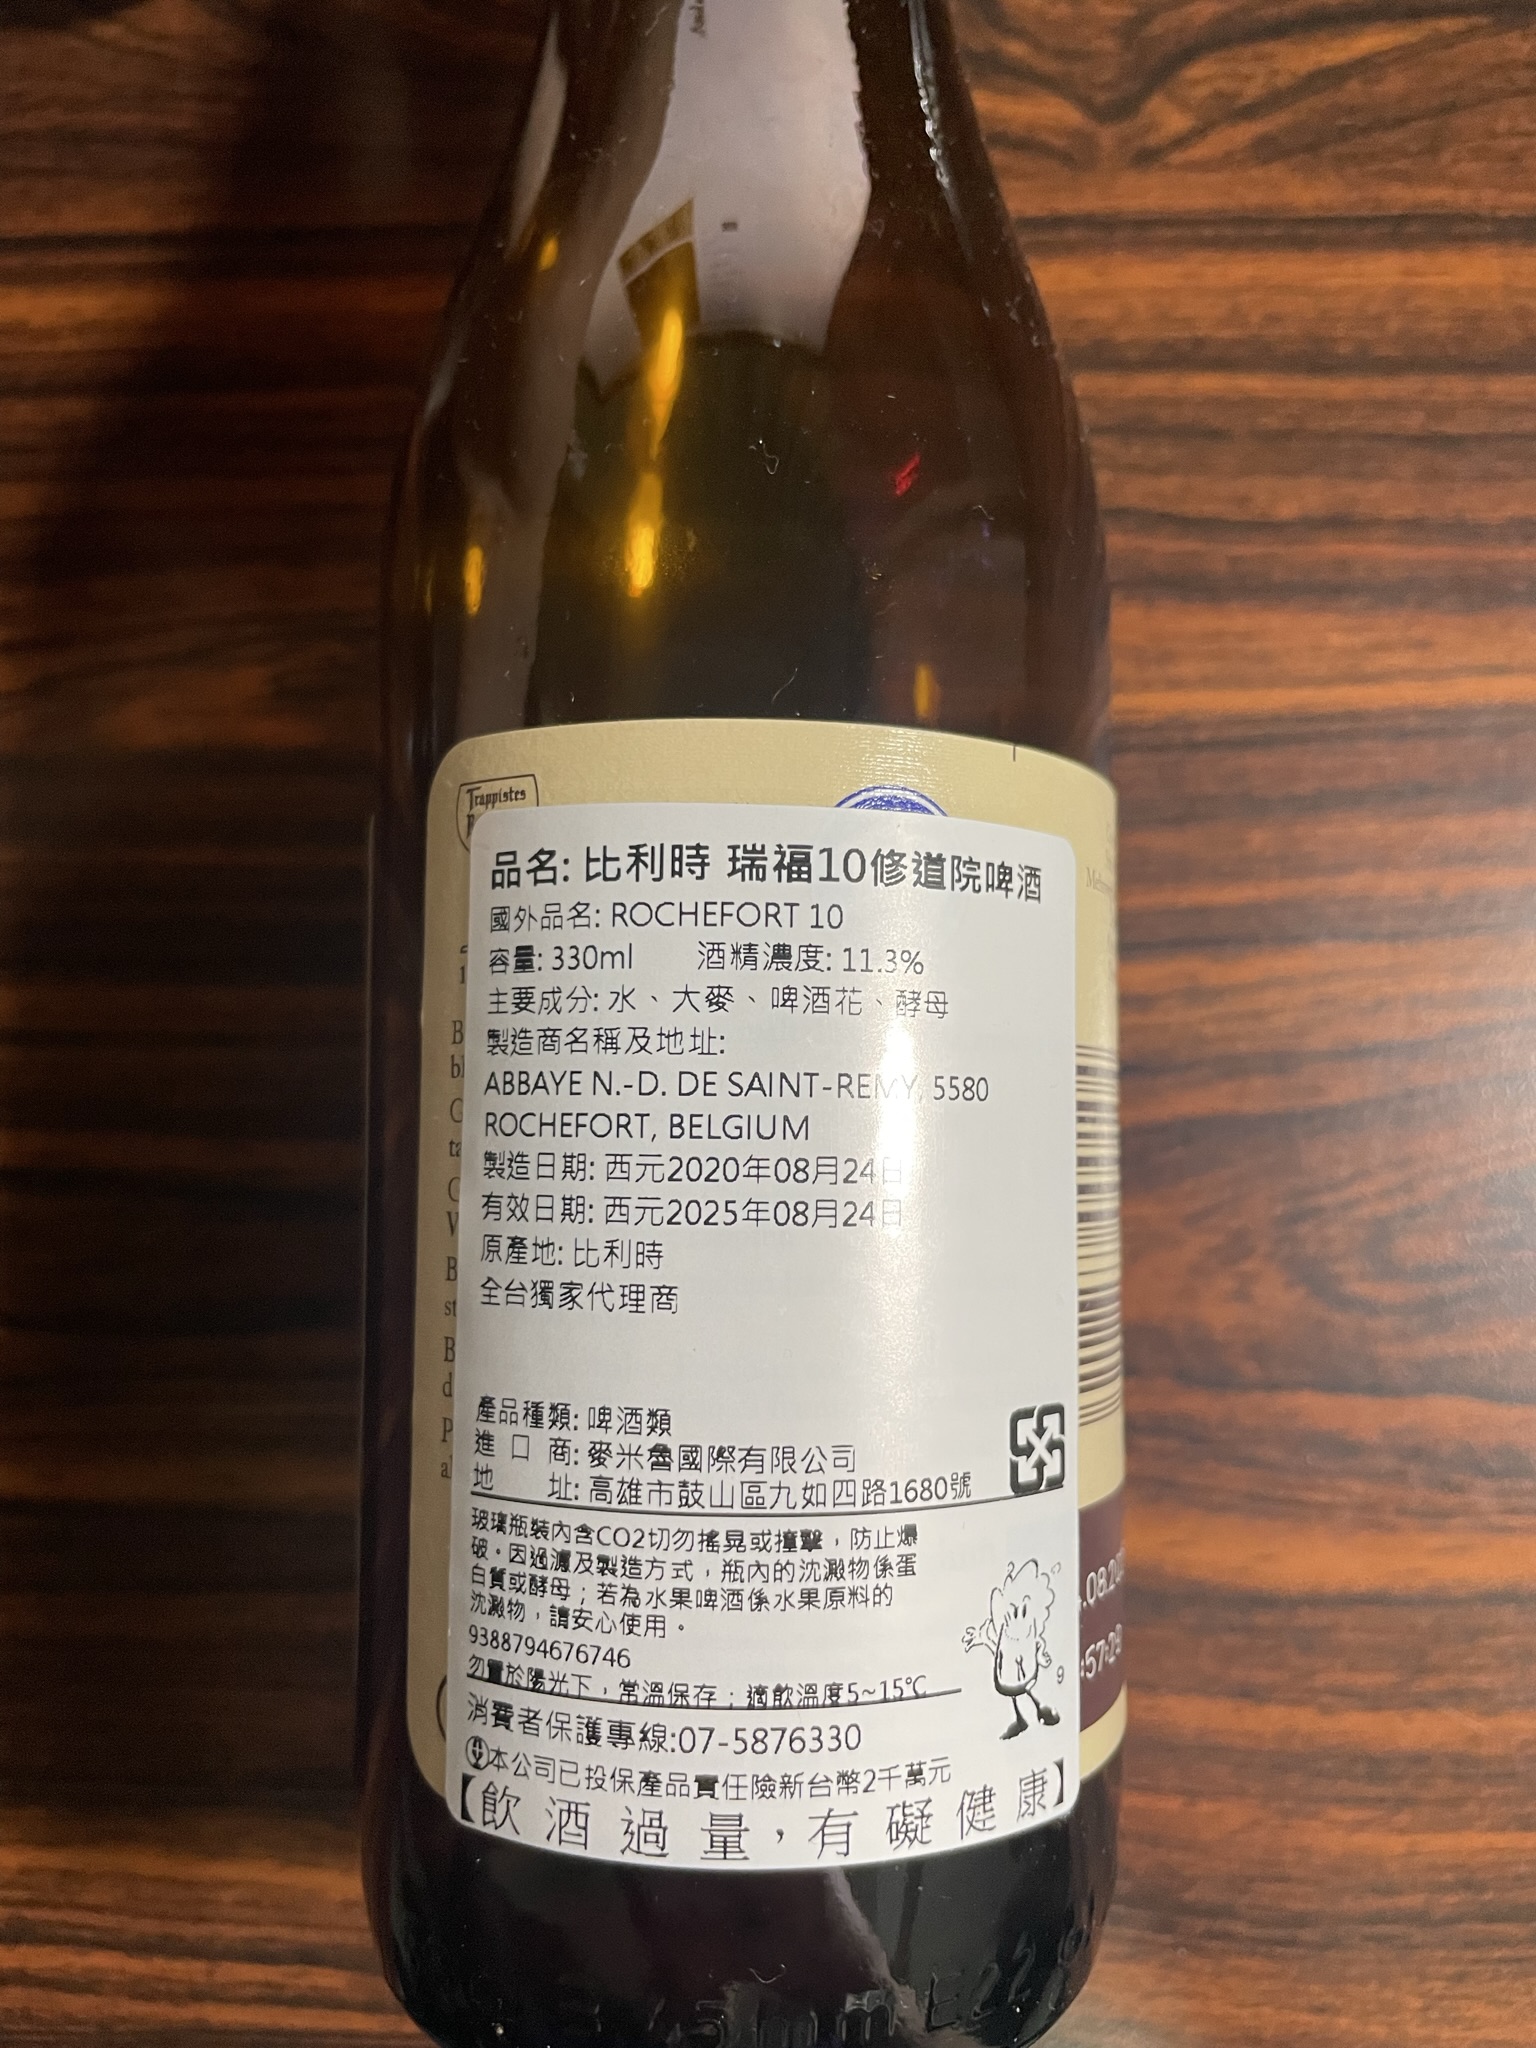 Trappistes
品名: 比利時 瑞福10修道院啤酒
國外品名: ROCHEFORT 10
容量: 330ml 酒精濃度: 11.3%
主要成分: 水、大麥、啤酒花、酵母
製造商名稱及地址:
ABBAYE N.-D. DE SAINT-REMY, 5580
ROCHEFORT, BELGIUM
製造日期: 西元2020年08月24日
有效日期: 西元2025年08月24日
原產地: 比利時
全台獨家代理商
產品種類: 啤酒類
進口商: 麥米魯國際有限公司
地址: 高雄市鼓山區九如四路1680號
玻璃瓶裝內含CO2切勿搖晃或撞擊，防止爆
破。因過濾及製造方式，瓶內的沈澱物係蛋
白質或酵母；若為水果啤酒係水果原料的
沈澱物，請安心使用。
9388794676746
勿置於陽光下，常溫保存；適飲溫度5~15℃
消費者保護專線:07-5876330
本公司已投保產品責任險新台幣2千萬元
【飲酒過量，有礙健康】
9
:57:29